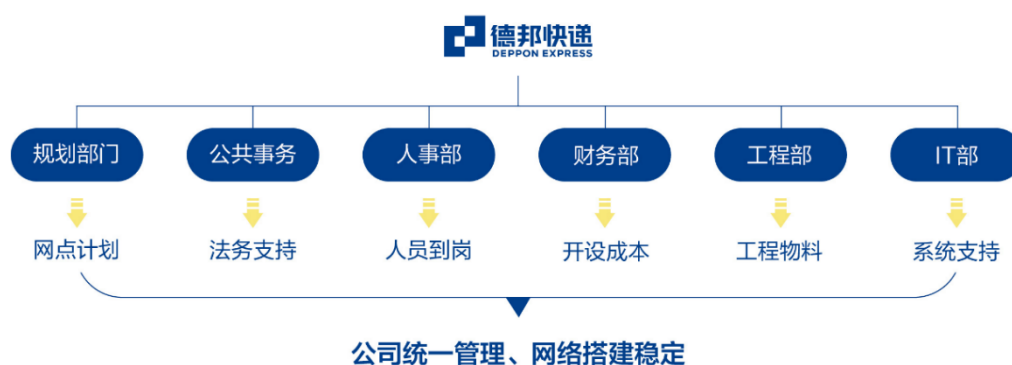 德邦快递
DEPPON EXPRESS
规划部门 公共事务 人事部 财务部 工程部 IT部
网点计划 法务支持 人员到岗 开设成本 工程物料 系统支持
公司统一管理、网络搭建稳定